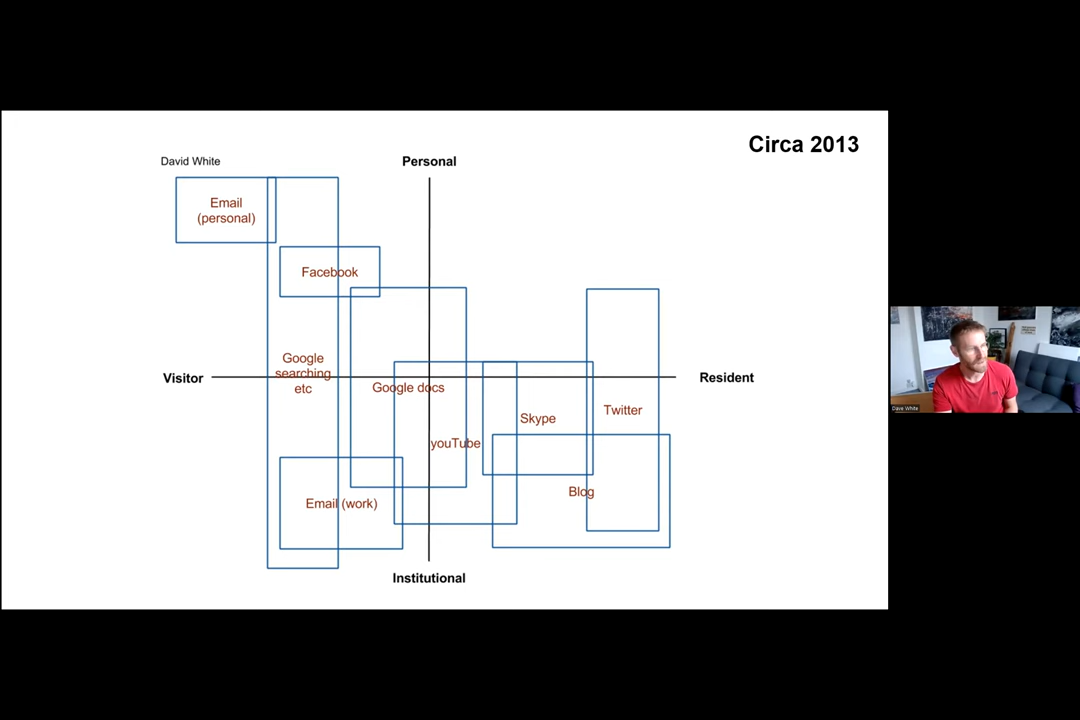 Circa 2013
David White
Personal
Email
(personal)
Facebook
Google
searching
etc
Visitor
Google docs
Resident
Twitter
Skype
youTube
Blog
Email (work)
Institutional
Dave White